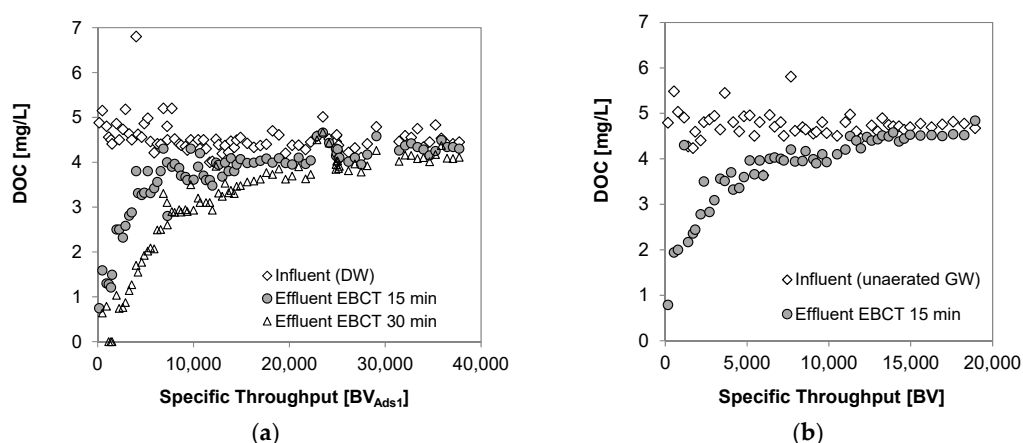 DOC [mg/L]
7
6
5
4
3
2
1
0
Influent (DW)
Effluent EBCT 15 min
Effluent EBCT 30 min
0 10,000 20,000 30,000 40,000
Specific Throughput [BVAds1]
(a)
DOC [mg/L]
7
6
5
4
3
2
1
0
Influent (unaerated GW)
Effluent EBCT 15 min
0 5,000 10,000 15,000 20,000
Specific Throughput [BV]
(b)